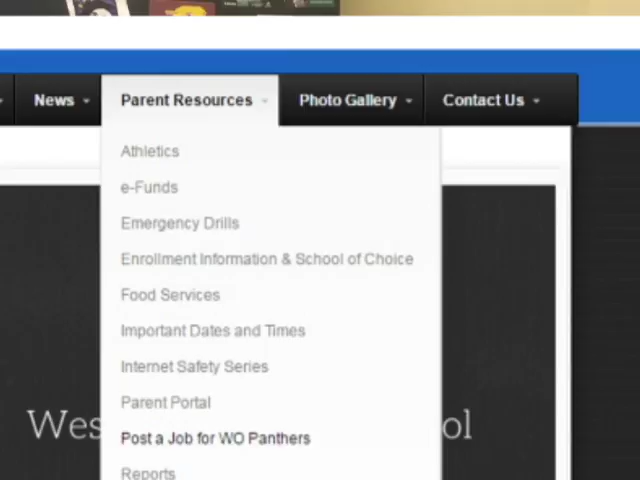 News
Parent Resources
Photo Gallery
Contact Us
Athletics
e-Funds
Emergency Drills
Enrollment Information & School of Choice
Food Services
Important Dates and Times
Internet Safety Series
Parent Portal
Wes
ol
Post a Job for WO Panthers
Reports